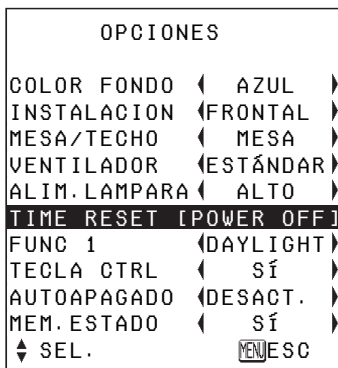 OPCIONES
COLOR FONDO ⟨ AZUL ⟩
INSTALACION ⟨FRONTAL ⟩
MESA/TECHO ⟨ MESA ⟩
VENTILADOR ⟨ESTÁNDAR⟩
ALIM.LAMPARA ⟨ ALTO ⟩
TIME RESET [POWER OFF]
FUNC 1 ⟨DAYLIGHT⟩
TECLA CTRL ⟨ SÍ ⟩
AUTOAPAGADO ⟨DESACT. ⟩
MEM.ESTADO ⟨ SÍ ⟩
SEL. MENU ESC